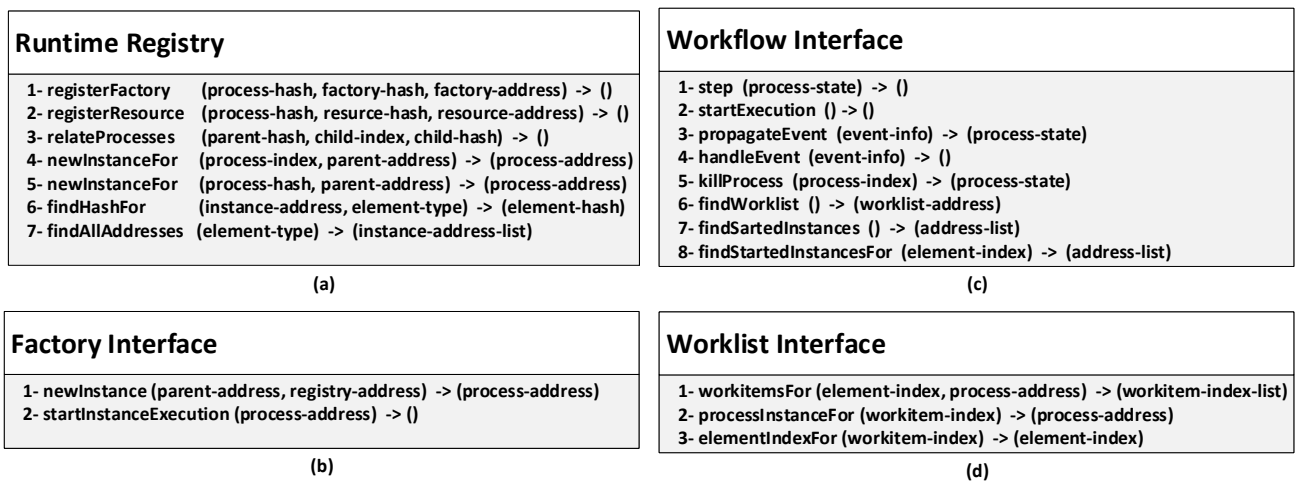 Runtime Registry
1- registerFactory (process-hash, factory-hash, factory-address) -> ()
2- registerResource (process-hash, resurce-hash, resource-address) -> ()
3- relateProcesses (parent-hash, child-index, child-hash) -> ()
4- newInstanceFor (process-index, parent-address) -> (process-address)
5- newInstanceFor (process-hash, parent-address) -> (process-address)
6- findHashFor (instance-address, element-type) -> (element-hash)
7- findAllAddresses (element-type) -> (instance-address-list)
(a)
Factory Interface
1- newInstance (parent-address, registry-address) -> (process-address)
2- startInstanceExecution (process-address) -> ()
(b)
Workflow Interface
1- step (process-state) -> ()
2- startExecution () -> ()
3- propagateEvent (event-info) -> (process-state)
4- handleEvent (event-info) -> ()
5- killProcess (process-index) -> (process-state)
6- findWorklist () -> (worklist-address)
7- findSartedInstances () -> (address-list)
8- findStartedInstancesFor (element-index) -> (address-list)
(c)
Worklist Interface
1- workitemsFor (element-index, process-address) -> (workitem-index-list)
2- processInstanceFor (workitem-index) -> (process-address)
3- elementIndexFor (workitem-index) -> (element-index)
(d)